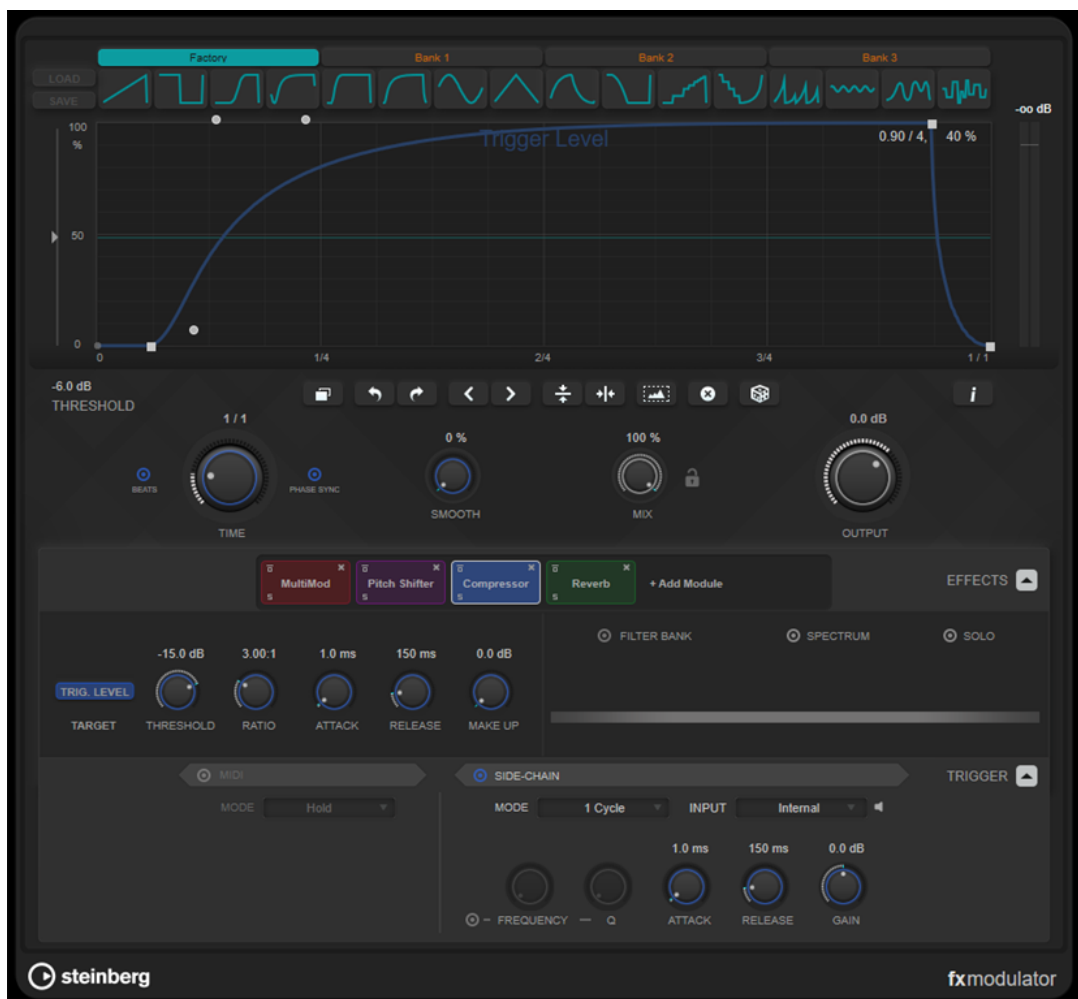 Factory Bank 1 Bank 2 Bank 3
LOAD
SAVE
-oo dB
100
%
Trigger Level
0.90 / 4, 40 %
50
0
0 1/4 2/4 3/4 1 / 1
-6.0 dB
THRESHOLD
i
1 / 1 0 % 100 % 0.0 dB
BEATS PHASE SYNC
SMOOTH MIX
TIME OUTPUT
MultiMod Pitch Shifter Compressor Reverb + Add Module EFFECTS
S S S S
FILTER BANK SPECTRUM SOLO
-15.0 dB 3.00:1 1.0 ms 150 ms 0.0 dB
TRIG. LEVEL
TARGET THRESHOLD RATIO ATTACK RELEASE MAKE UP
MIDI SIDE-CHAIN TRIGGER
MODE Hold MODE 1 Cycle INPUT Internal
1.0 ms 150 ms 0.0 dB
FREQUENCY Q ATTACK RELEASE GAIN
steinberg fxmodulator